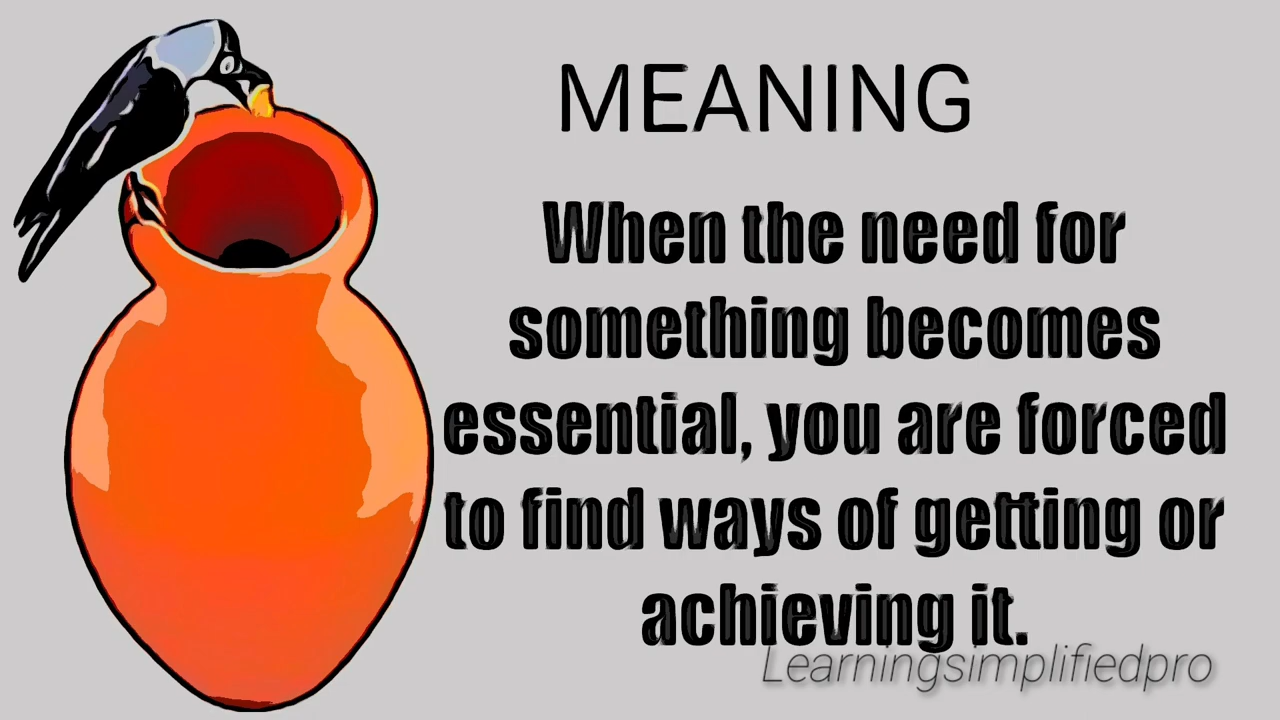 MEANING
When the need for
something becomes
essential, you are forced
to find ways of getting or
achieving it.
Learningsimplifiedpro